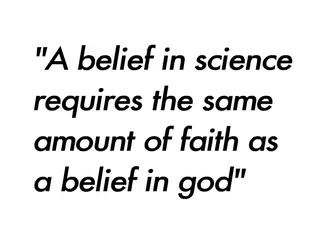 "A belief in science
requires the same
amount of faith as
a belief in god"